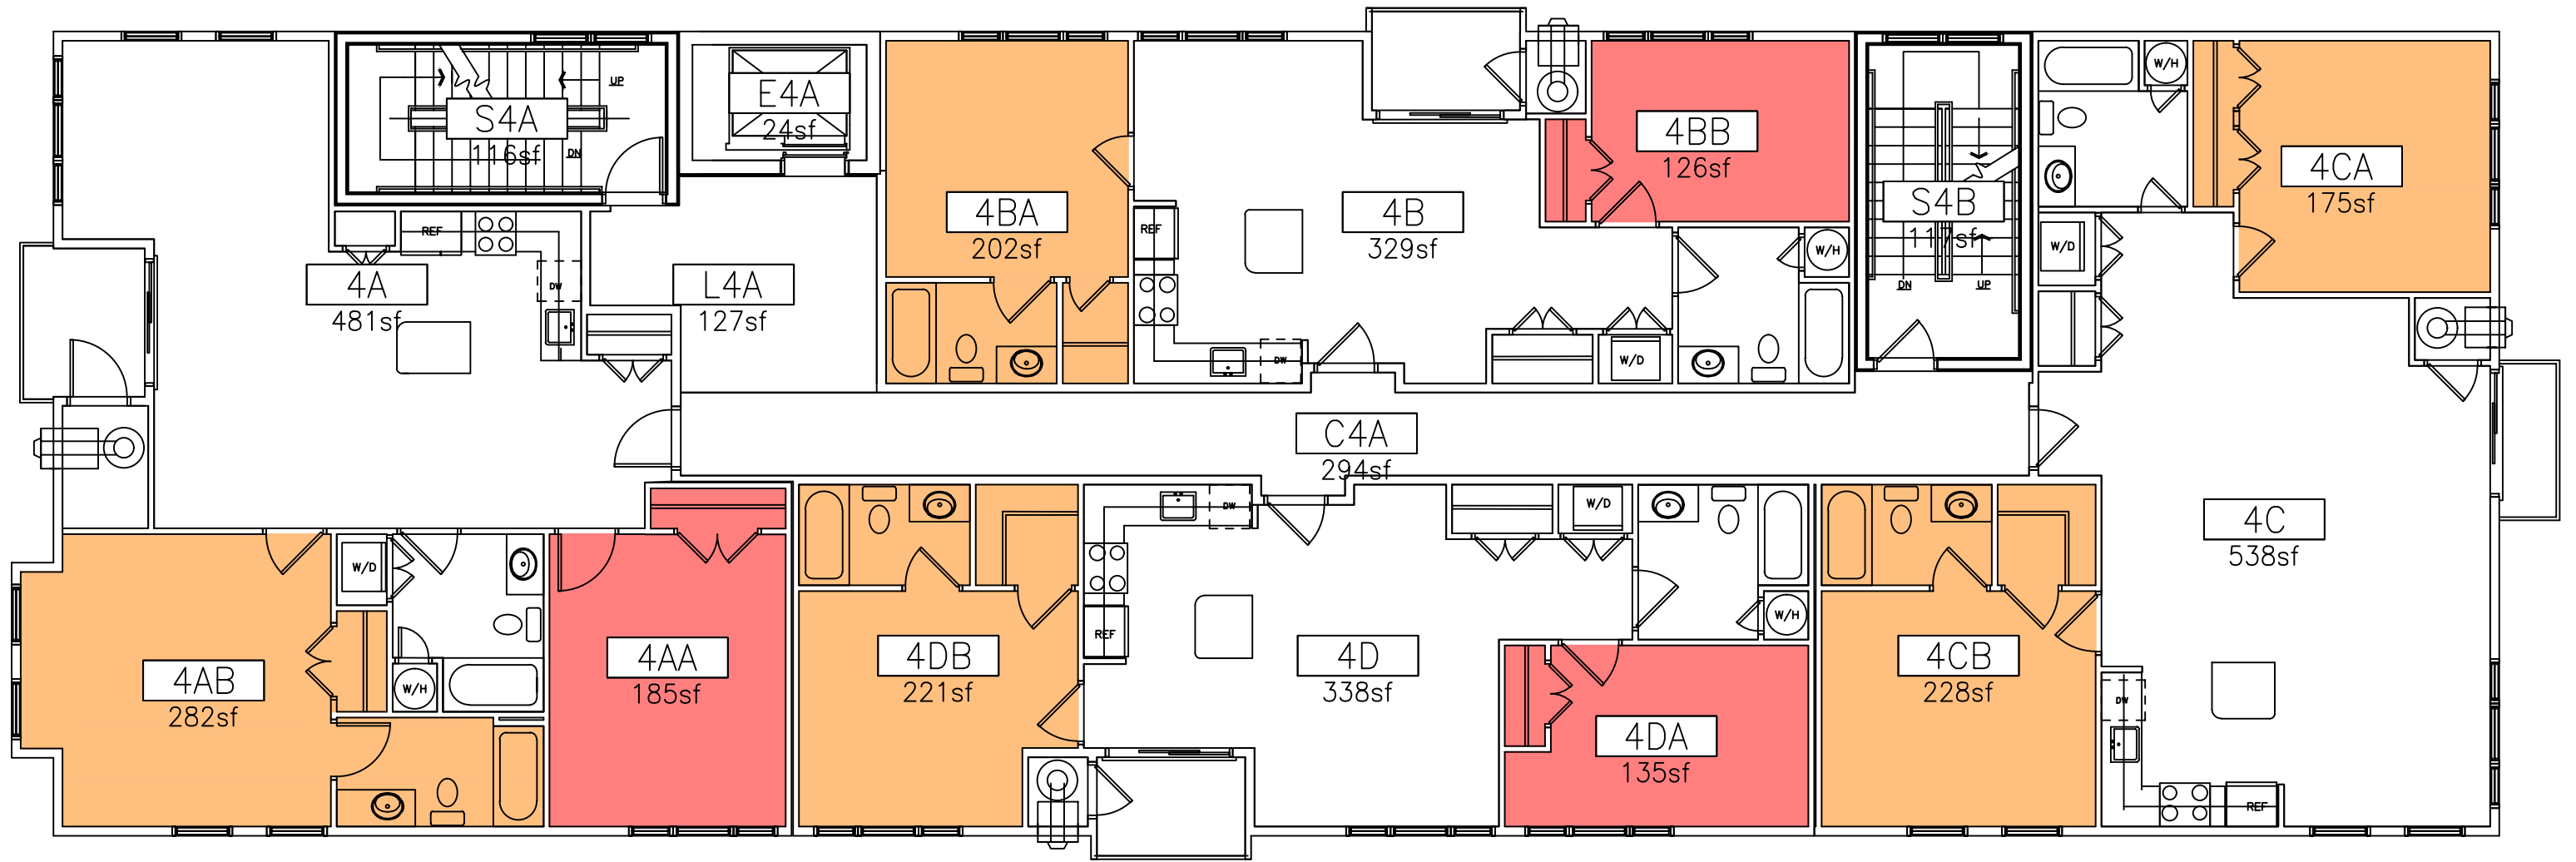 UP
S4A
116sf
DN
E4A
24sf
4BA
202sf
4B
329sf
REF
DW
W/D
4BB
126sf
W/H
S4B
117sf
DN
UP
W/H
W/D
4CA
175sf
REF
4A
481sf
DW
L4A
127sf
C4A
294sf
4AB
282sf
W/D
W/H
4AA
185sf
4DB
221sf
DW
REF
4D
338sf
W/D
W/H
4DA
135sf
4CB
228sf
4C
538sf
DW
REF